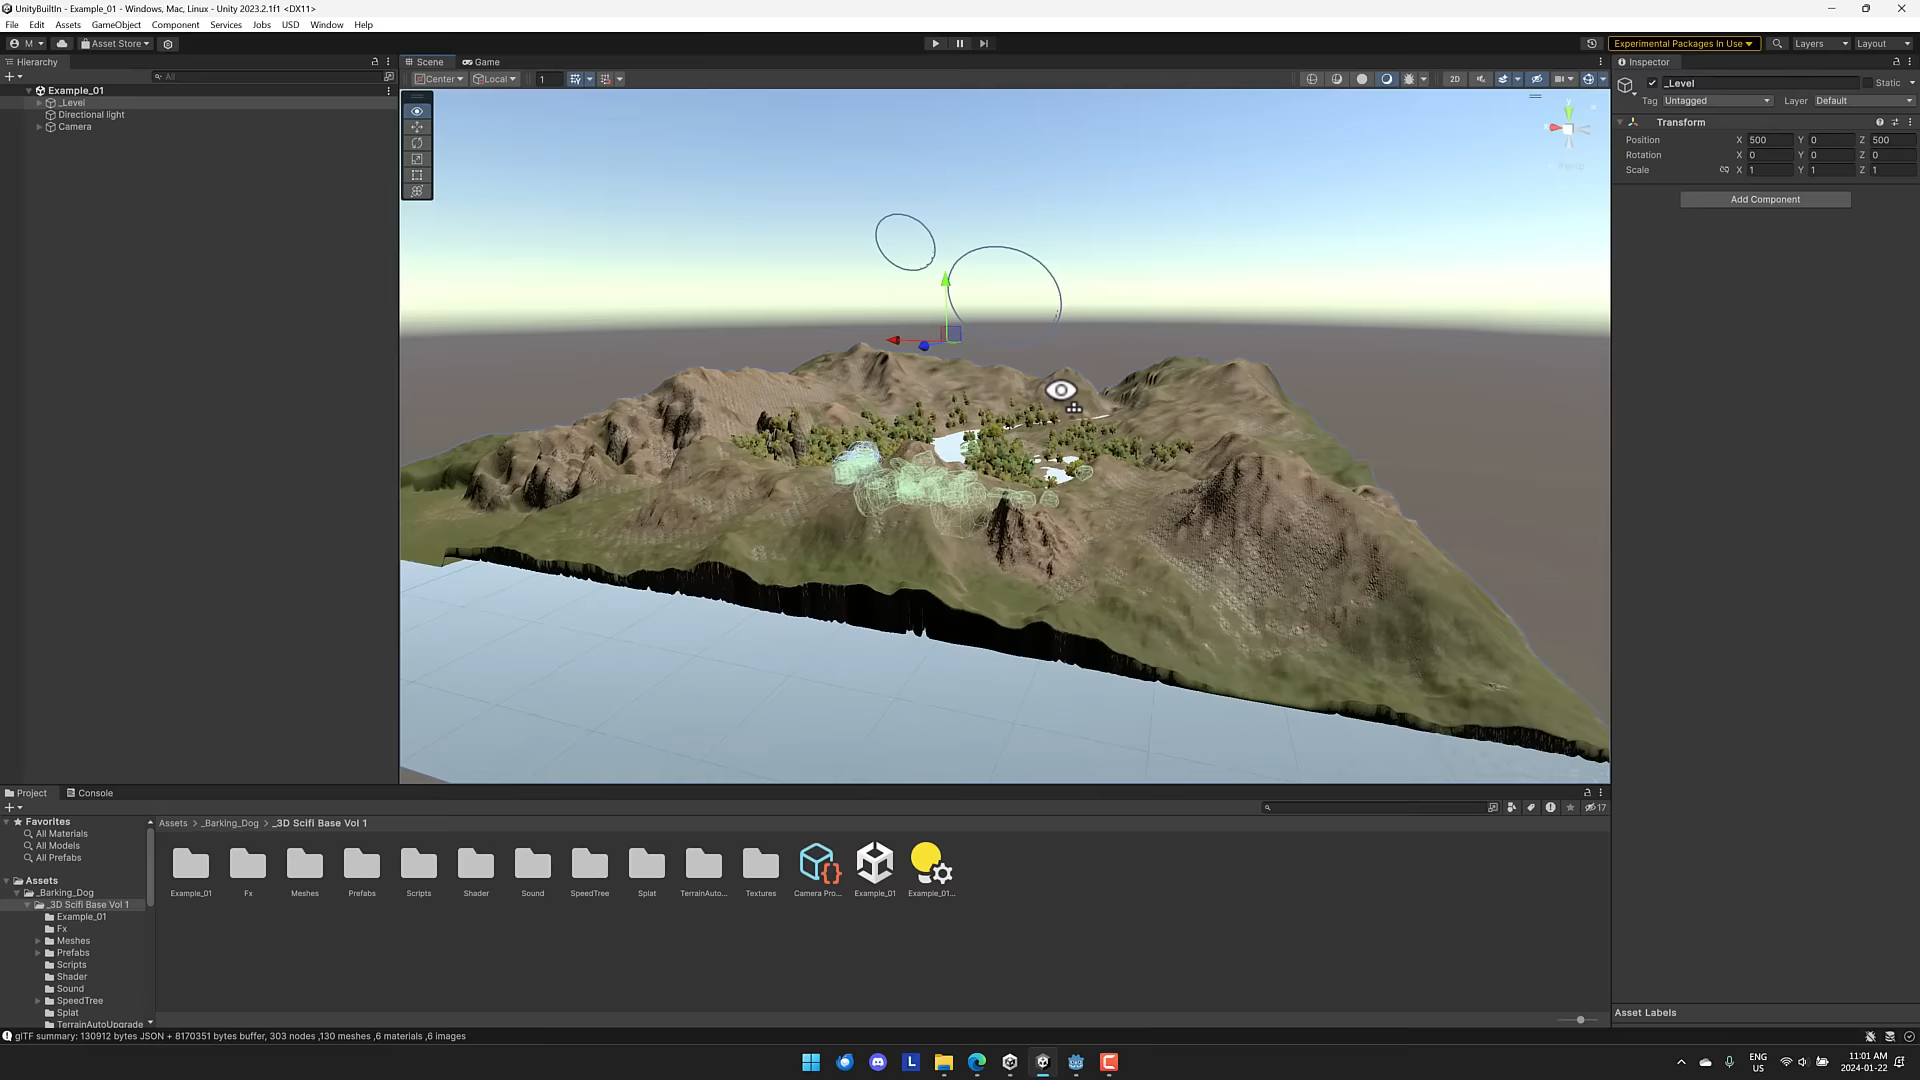 UnityBuiltIn - Example_01 - Windows, Mac, Linux - Unity 2023.2.1f1 <DX11>
File Edit Assets GameObject Component Services Jobs USD Window Help
M Asset Store Experimental Packages In Use Layers Layout
Hierarchy Scene Game Inspector
All Center Local 1 2D
Example_01
_Level
Directional light
Camera
_Level Static
Tag Untagged Layer Default
Transform
Position X 500 Y 0 Z 500
Rotation X 0 Y 0 Z 0
Scale X 1 Y 1 Z 1
Add Component
y
Persp
Project Console
17
Favorites
All Materials
All Models
All Prefabs
Assets
_Barking_Dog
_3D Scifi Base Vol 1
Example_01
Fx
Meshes
Prefabs
Scripts
Shader
Sound
SpeedTree
Splat
TerrainAutoUpgrade
Assets > _Barking_Dog > _3D Scifi Base Vol 1
Example_01 Fx Meshes Prefabs Scripts Shader Sound SpeedTree Splat TerrainAuto... Textures Camera Pro... Example_01 Example_01...
Asset Labels
glTF summary: 130912 bytes JSON + 8170351 bytes buffer, 303 nodes ,130 meshes ,6 materials ,6 images
L
ENG
US
11:01 AM
2024-01-22